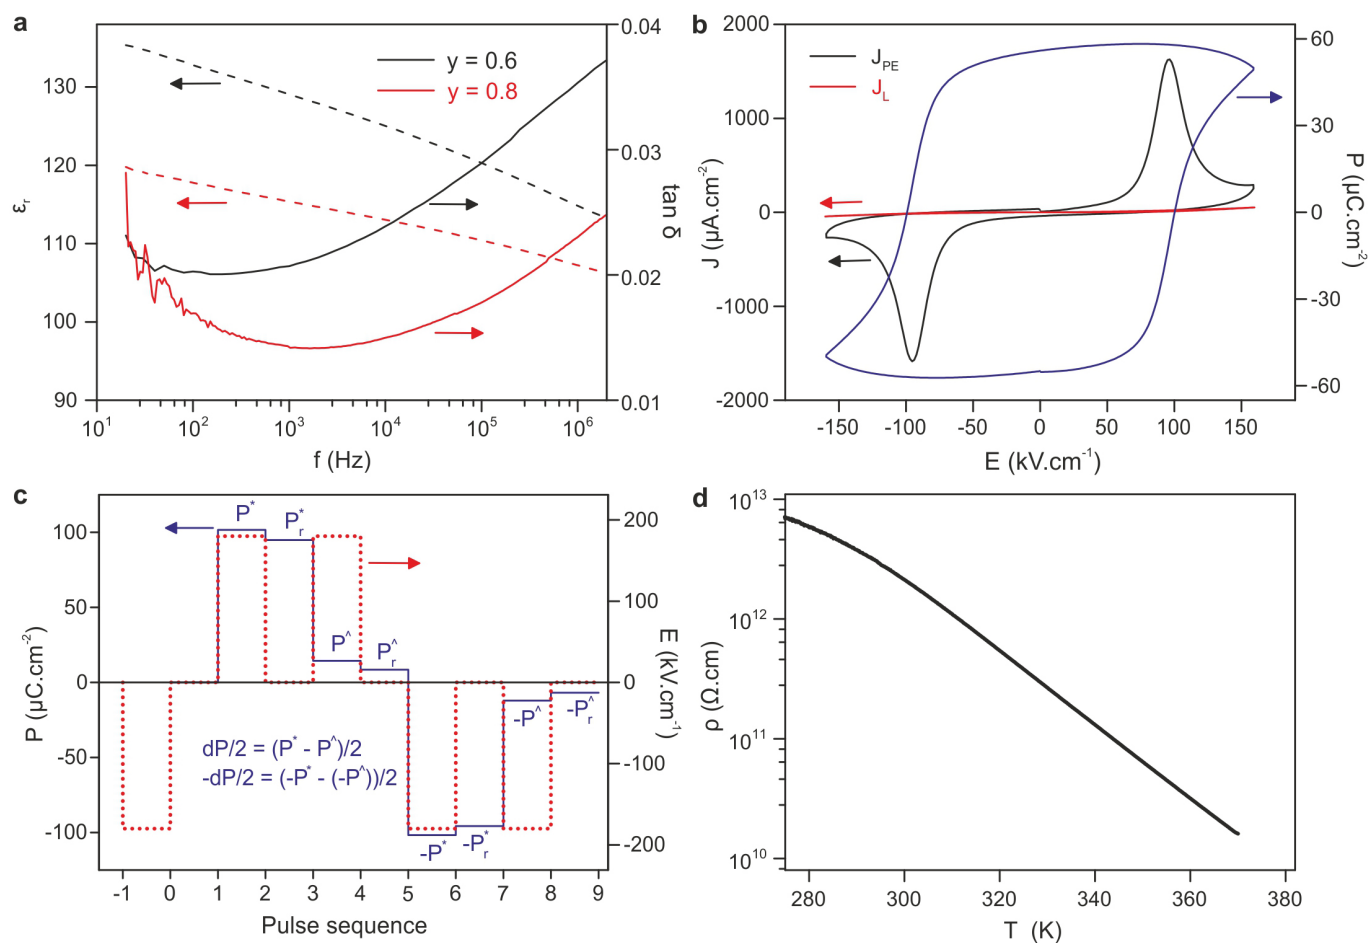 a
130
120
110
100
90
εr
0.04
0.03
0.02
0.01
tan δ
y = 0.6
y = 0.8
10^1
10^2
10^3
10^4
10^5
10^6
f (Hz)
b
2000
1000
0
-1000
-2000
J (μA.cm^-2)
J_PE
J_L
60
30
0
-30
-60
P (μC.cm^-2)
-150
-100
-50
0
50
100
150
E (kV.cm^-1)
c
100
50
0
-50
-100
P (μC.cm^-2)
P^*
P_r^*
P^^
P_r^^
-P^*
-P_r^*
-P^^
-P_r^^
dP/2 = (P^* - P^^)/2
-dP/2 = (-P^* - (-P^^))/2
200
100
0
-100
-200
E (kV.cm^-1)
-1
0
1
2
3
4
5
6
7
8
9
Pulse sequence
d
10^13
10^12
10^11
10^10
ρ (Ω.cm)
280
300
320
340
360
380
T (K)